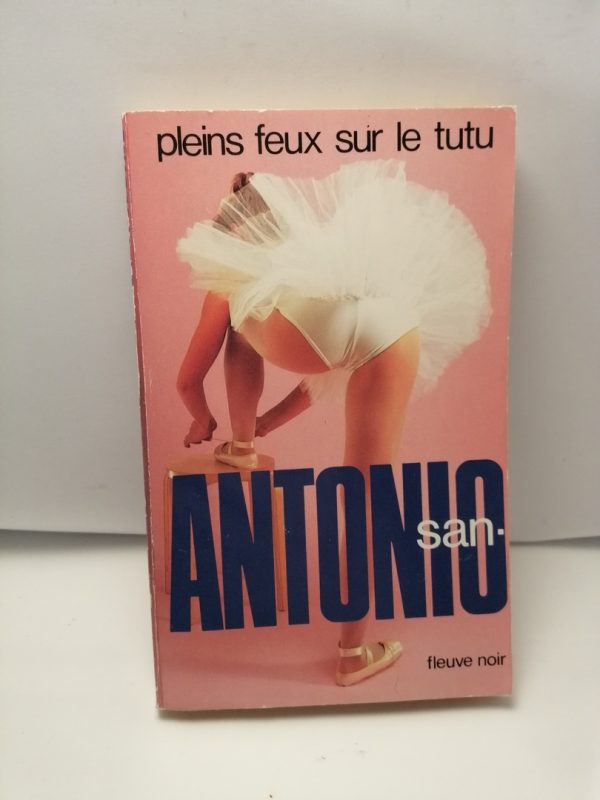 pleins feux sur le tutu
san-
ANTONIO
fleuve noir